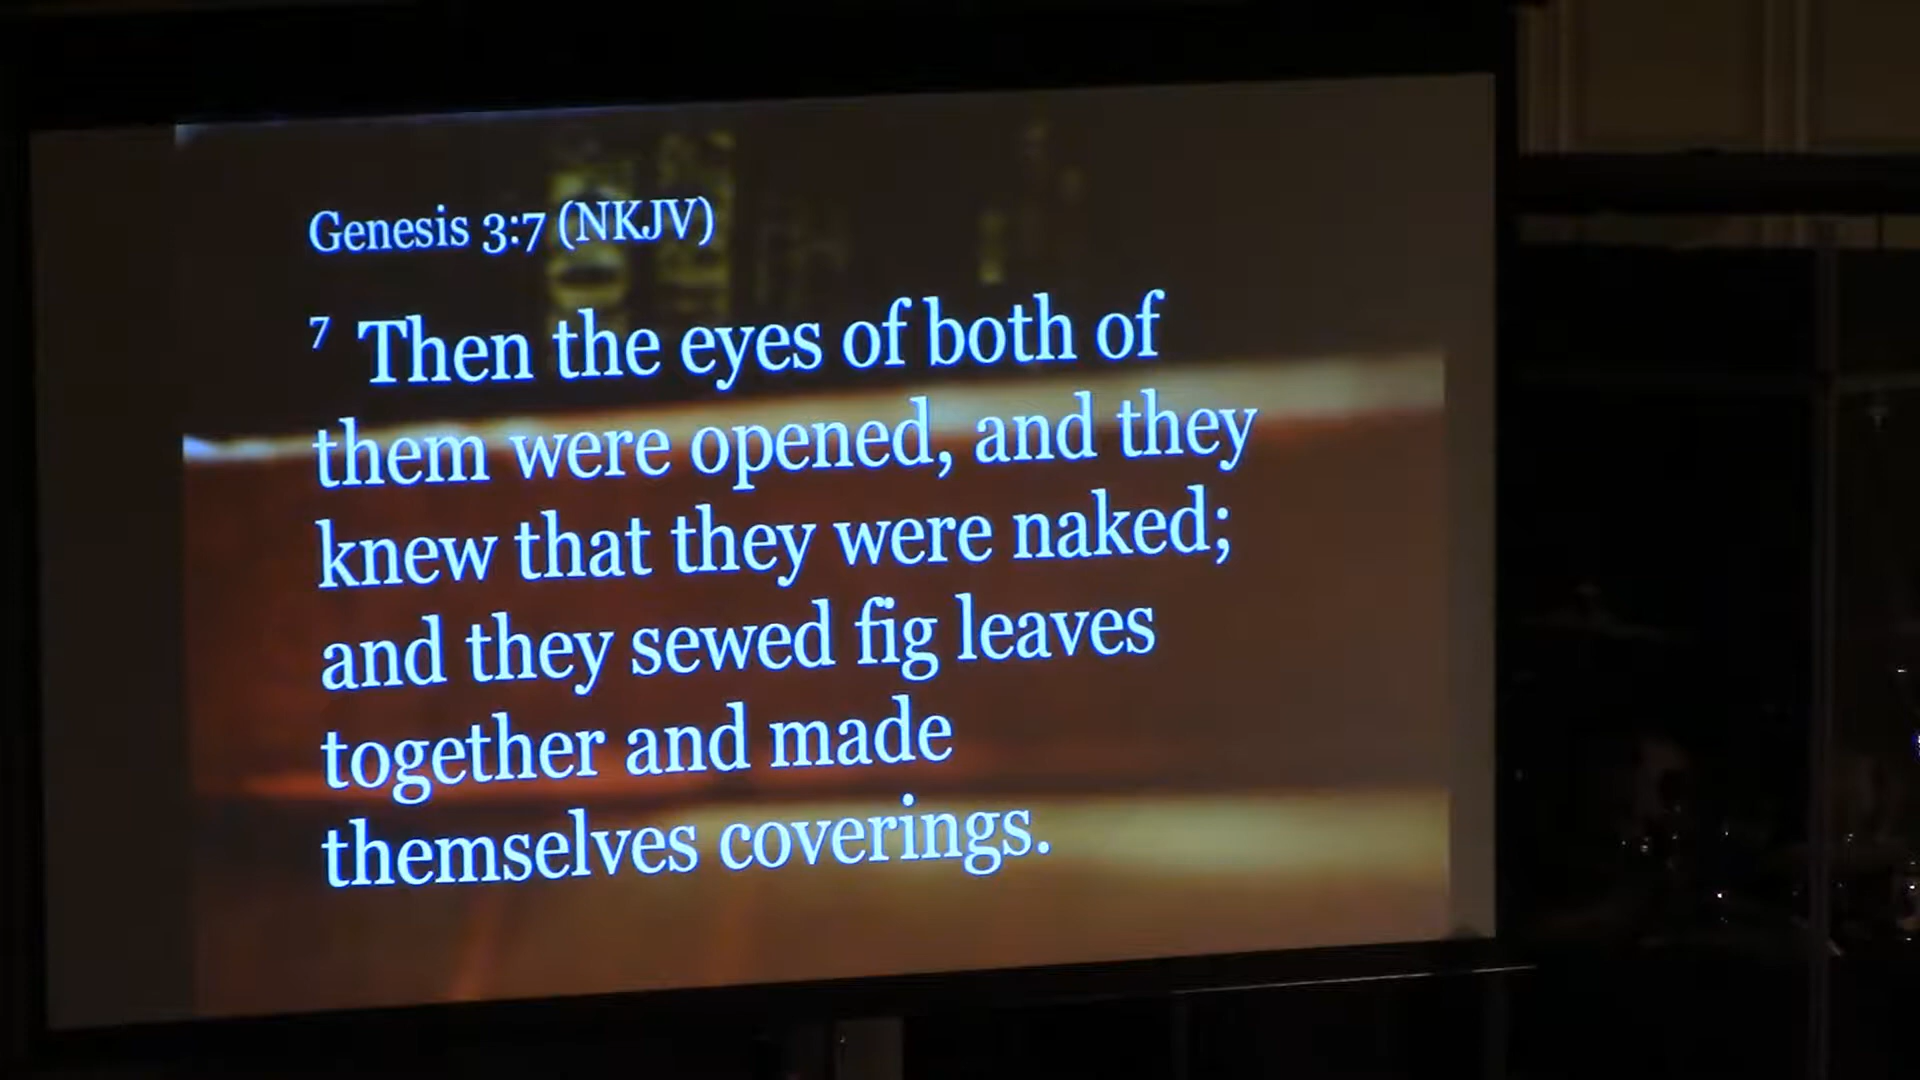 Genesis 3:7 (NKJV)
7 Then the eyes of both of
them were opened, and they
knew that they were naked;
and they sewed fig leaves
together and made
themselves coverings.